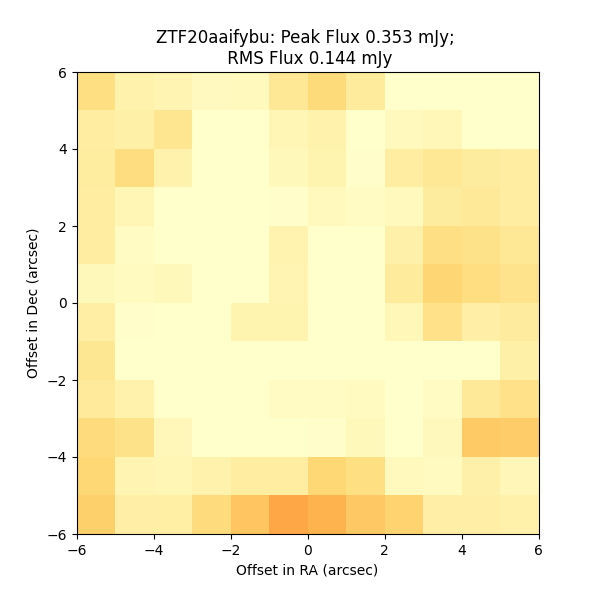 ZTF20aaifybu: Peak Flux 0.353 mJy;
RMS Flux 0.144 mJy
6
4
2
0
−2
−4
−6
Offset in Dec (arcsec)
−6 −4 −2 0 2 4 6
Offset in RA (arcsec)